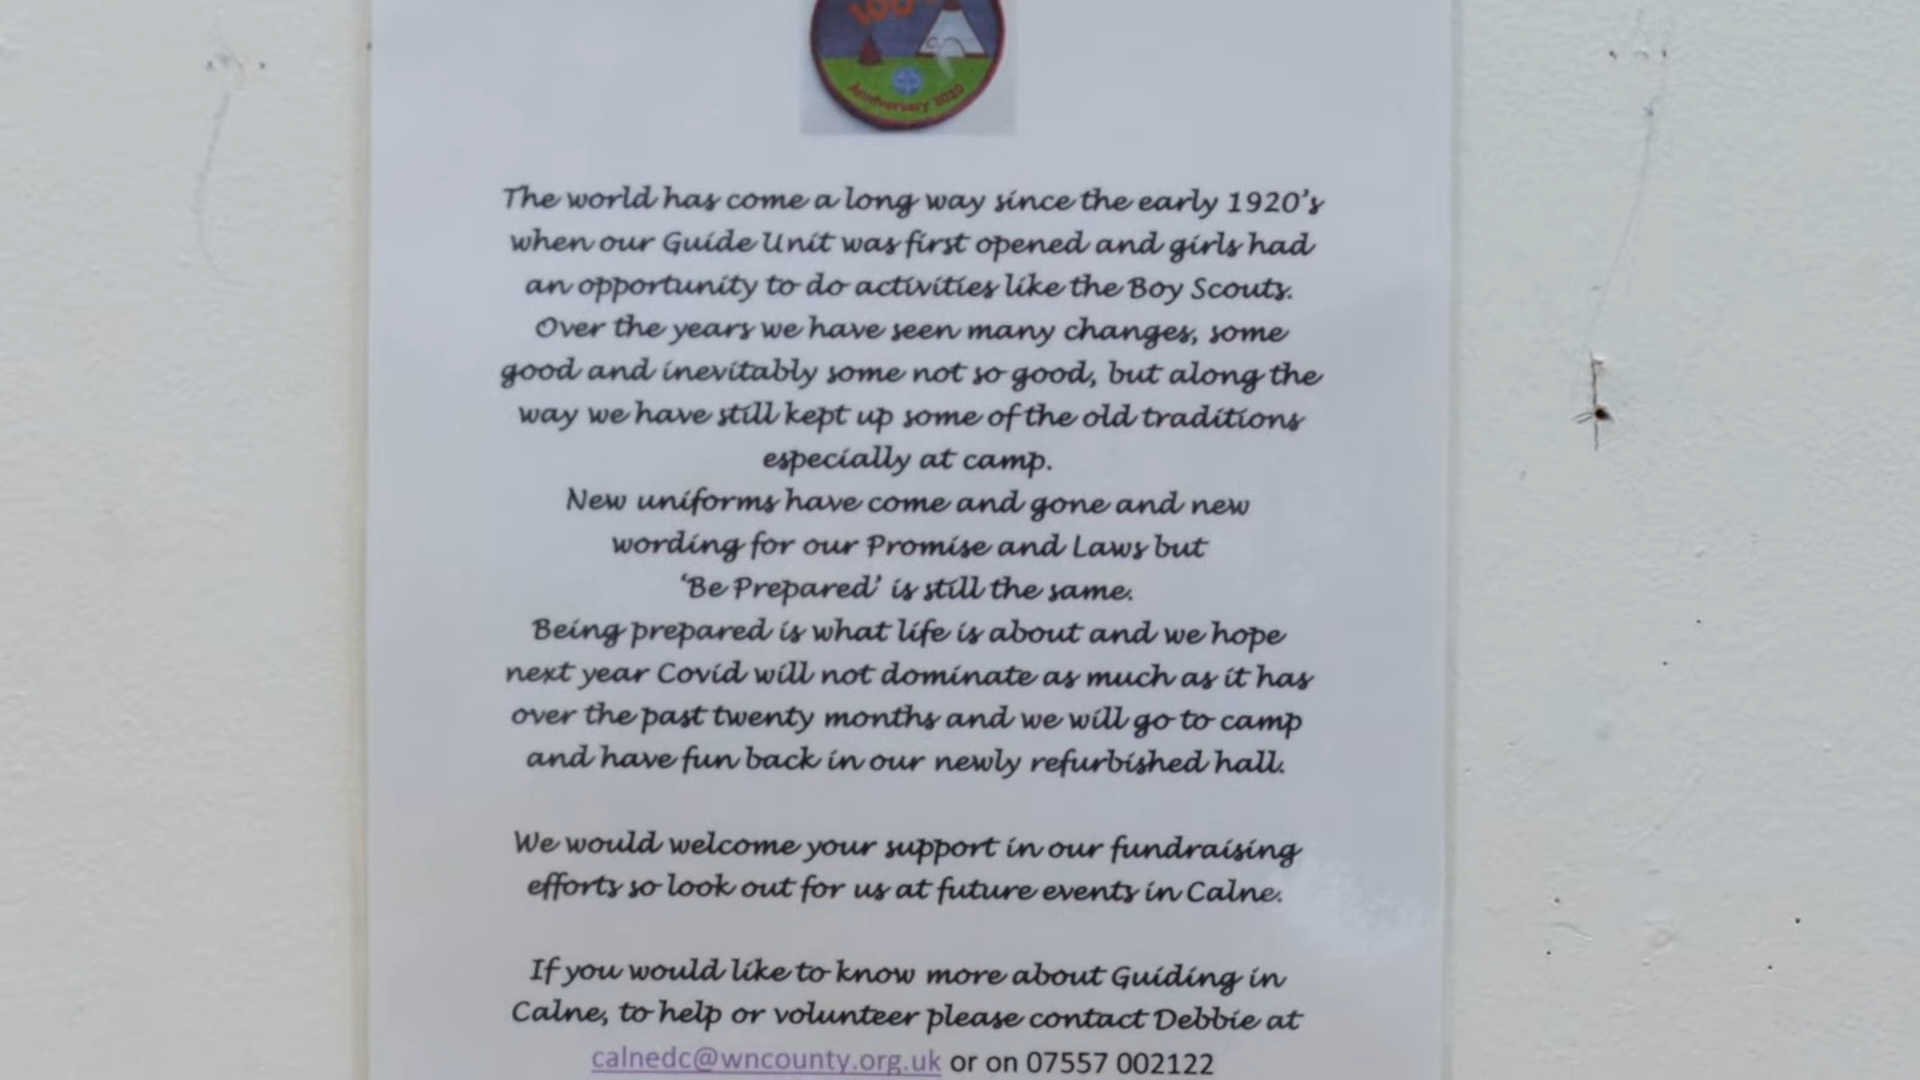 100
Anniversary 2020
The world has come a long way since the early 1920's
when our Guide Unit was first opened and girls had
an opportunity to do activities like the Boy Scouts.
Over the years we have seen many changes, some
good and inevitably some not so good, but along the
way we have still kept up some of the old traditions
especially at camp.
New uniforms have come and gone and new
wording for our Promise and Laws but
'Be Prepared' is still the same.
Being prepared is what life is about and we hope
next year Covid will not dominate as much as it has
over the past twenty months and we will go to camp
and have fun back in our newly refurbished hall.
We would welcome your support in our fundraising
efforts so look out for us at future events in Calne.
If you would like to know more about Guiding in
Calne, to help or volunteer please contact Debbie at
calnedc@wncounty.org.uk or on 07557 002122